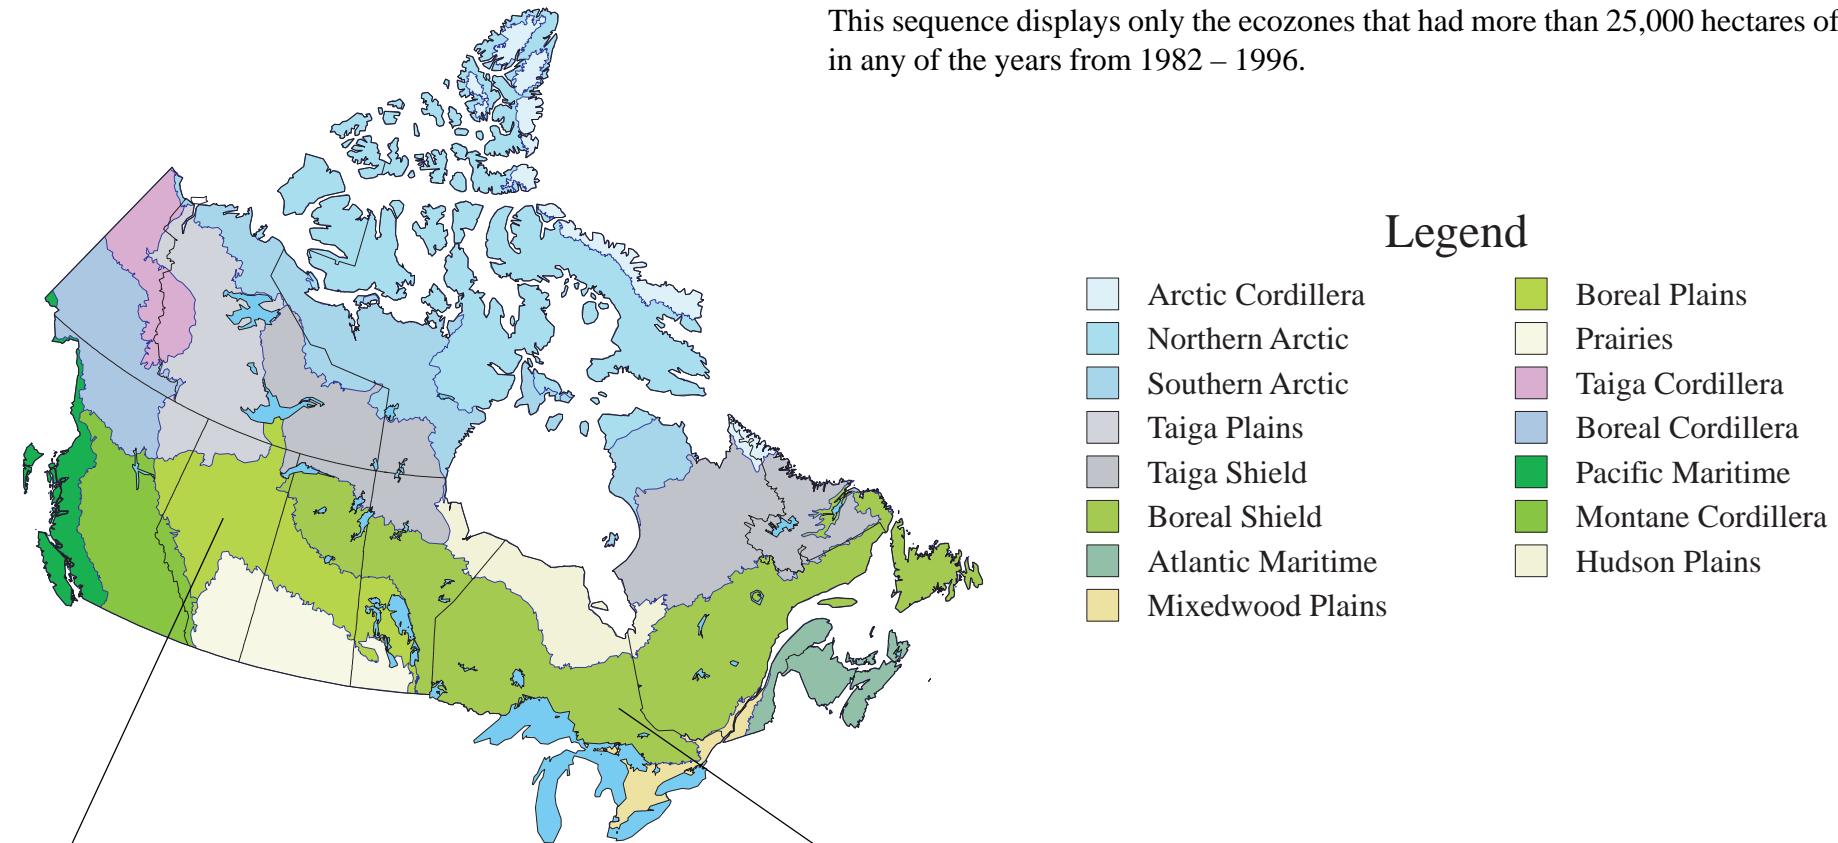 This sequence displays only the ecozones that had more than 25,000 hectares of
in any of the years from 1982 – 1996.
Legend
Arctic Cordillera
Northern Arctic
Southern Arctic
Taiga Plains
Taiga Shield
Boreal Shield
Atlantic Maritime
Mixedwood Plains
Boreal Plains
Prairies
Taiga Cordillera
Boreal Cordillera
Pacific Maritime
Montane Cordillera
Hudson Plains